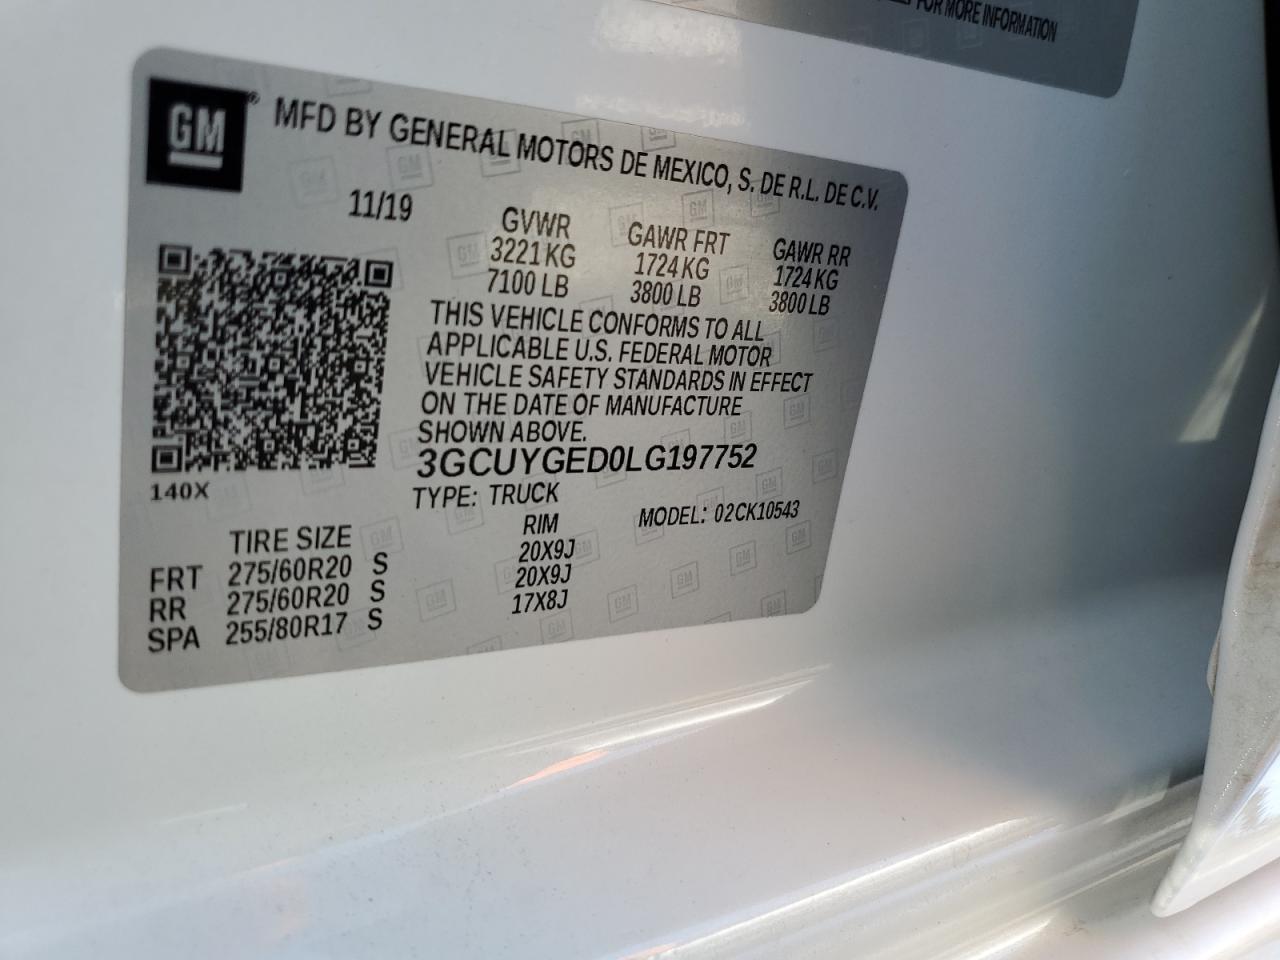 FOR MORE INFORMATION
GM® MFD BY GENERAL MOTORS DE MEXICO, S. DE R.L. DE C.V.
11/19 GVWR GAWR FRT GAWR RR
3221 KG 1724 KG 1724 KG
7100 LB 3800 LB 3800 LB
THIS VEHICLE CONFORMS TO ALL
APPLICABLE U.S. FEDERAL MOTOR
VEHICLE SAFETY STANDARDS IN EFFECT
ON THE DATE OF MANUFACTURE
SHOWN ABOVE.
3GCUYGED0LG197752
140X
TYPE: TRUCK MODEL: 02CK10543
TIRE SIZE RIM
FRT 275/60R20 S 20X9J
RR 275/60R20 S 20X9J
SPA 255/80R17 S 17X8J